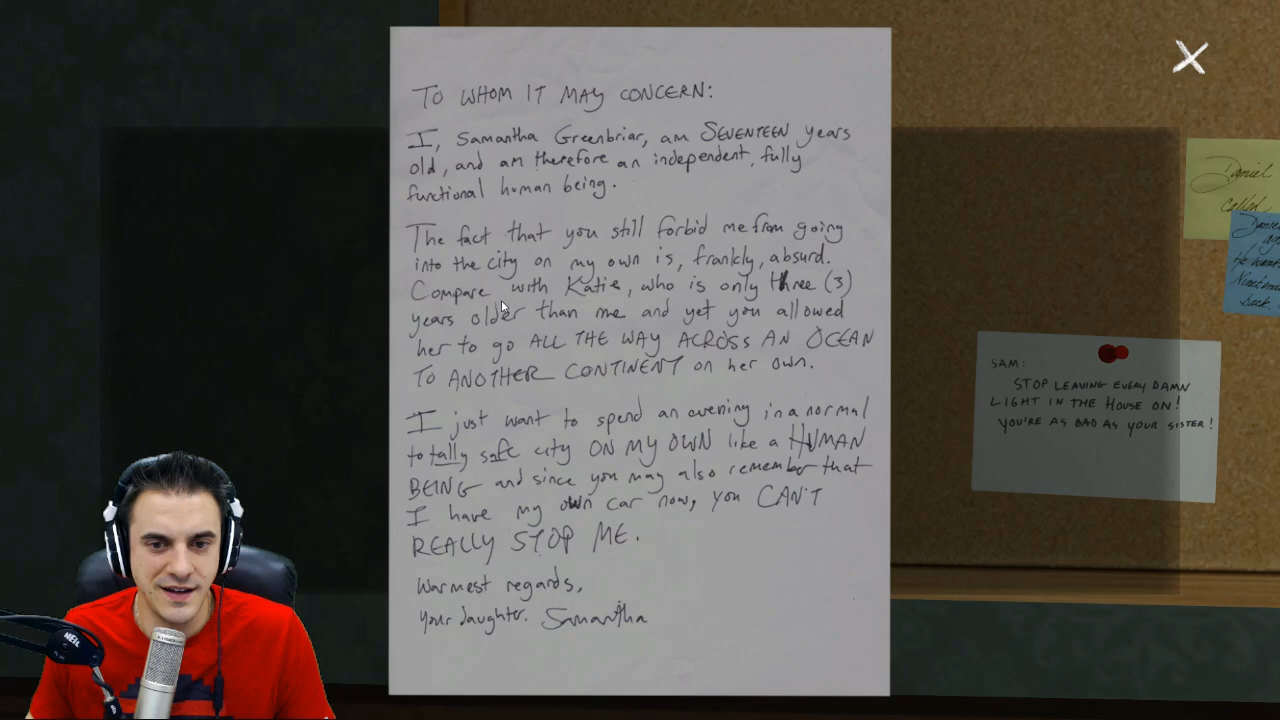 TO WHOM IT MAY CONCERN:
I, Samantha Greenbriar, am SEVENTEEN years
old, and am therefore an independent, fully
functional human being.
The fact that you still forbid me from going
into the city on my own is, frankly, absurd.
Compare with Katie, who is only three (3)
years older than me and yet you allowed
her to go ALL THE WAY ACROSS AN OCEAN
TO ANOTHER CONTINENT on her own.
I just want to spend an evening in a normal
totally safe city ON MY OWN like a HUMAN
BEING and since you may also remember that
I have my own car now, you CAN'T
REALLY STOP ME.
Warmest regards,
Your daughter. Samantha
Daniel
called
SAM:
STOP LEAVING EVERY DAMN
LIGHT IN THE HOUSE ON!
YOU'RE AS BAD AS YOUR SISTER!